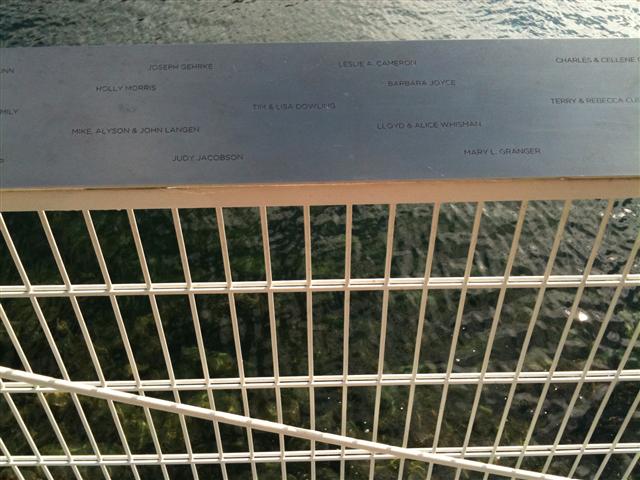 JOSEPH GEHRKE
LESLIE A. CAMERON
CHARLES & CELLENE
HOLLY MORRIS
BARBARA JOYCE
TIM & LISA DOWLING
TERRY & REBECCA
MIKE, ALYSON & JOHN LANGEN
LLOYD & ALICE WHISMAN
JUDY JACOBSON
MARY L. GRANGER